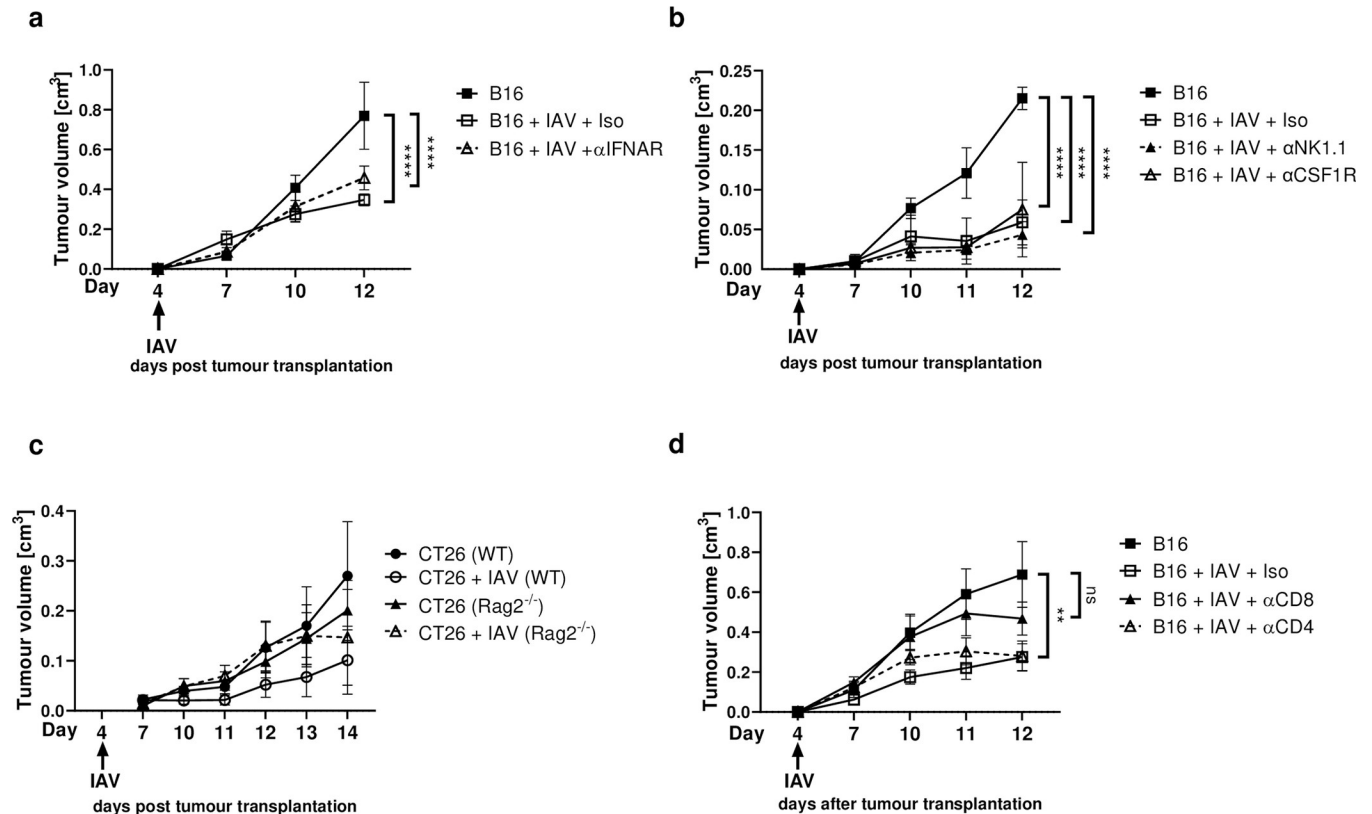 a
Tumour volume [cm³]
1.0
0.8
0.6
0.4
0.2
0.0
Day 4 7 10 12
IAV
days post tumour transplantation
B16
B16 + IAV + Iso
B16 + IAV +αIFNAR
****
****
b
Tumour volume [cm³]
0.25
0.20
0.15
0.10
0.05
0.00
Day 4 7 10 11 12
IAV
days post tumour transplantation
B16
B16 + IAV + Iso
B16 + IAV + αNK1.1
B16 + IAV + αCSF1R
****
****
****
c
Tumour volume [cm³]
0.4
0.3
0.2
0.1
0.0
Day 4 7 10 11 12 13 14
IAV
days post tumour transplantation
CT26 (WT)
CT26 + IAV (WT)
CT26 (Rag2⁻/⁻)
CT26 + IAV (Rag2⁻/⁻)
d
Tumour volume [cm³]
1.0
0.8
0.6
0.4
0.2
0.0
Day 4 7 10 11 12
IAV
days after tumour transplantation
B16
B16 + IAV + Iso
B16 + IAV + αCD8
B16 + IAV + αCD4
**
ns